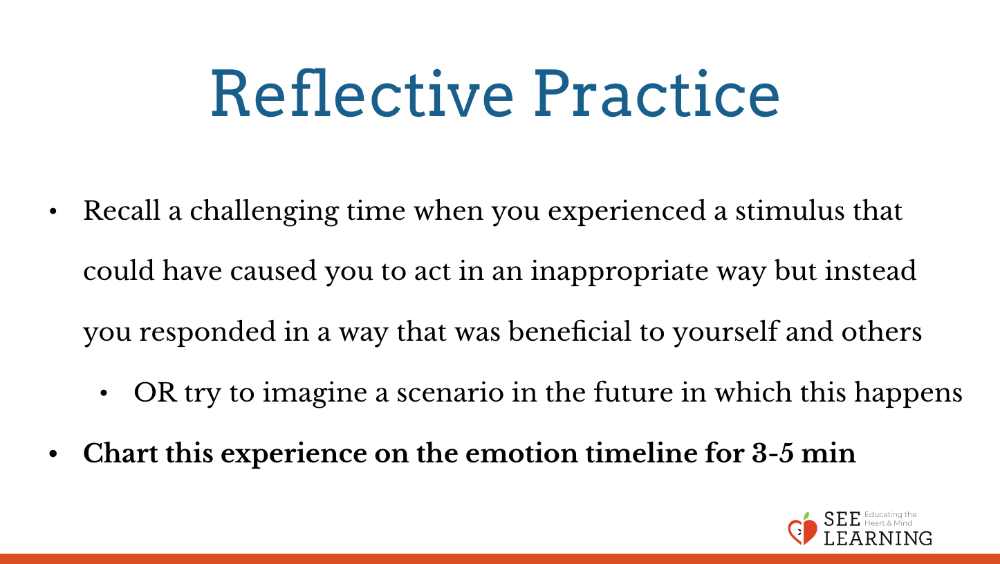 Reflective Practice
• Recall a challenging time when you experienced a stimulus that
could have caused you to act in an inappropriate way but instead
you responded in a way that was beneficial to yourself and others
• OR try to imagine a scenario in the future in which this happens
• Chart this experience on the emotion timeline for 3-5 min
SEE Educating the
Heart & Mind
LEARNING